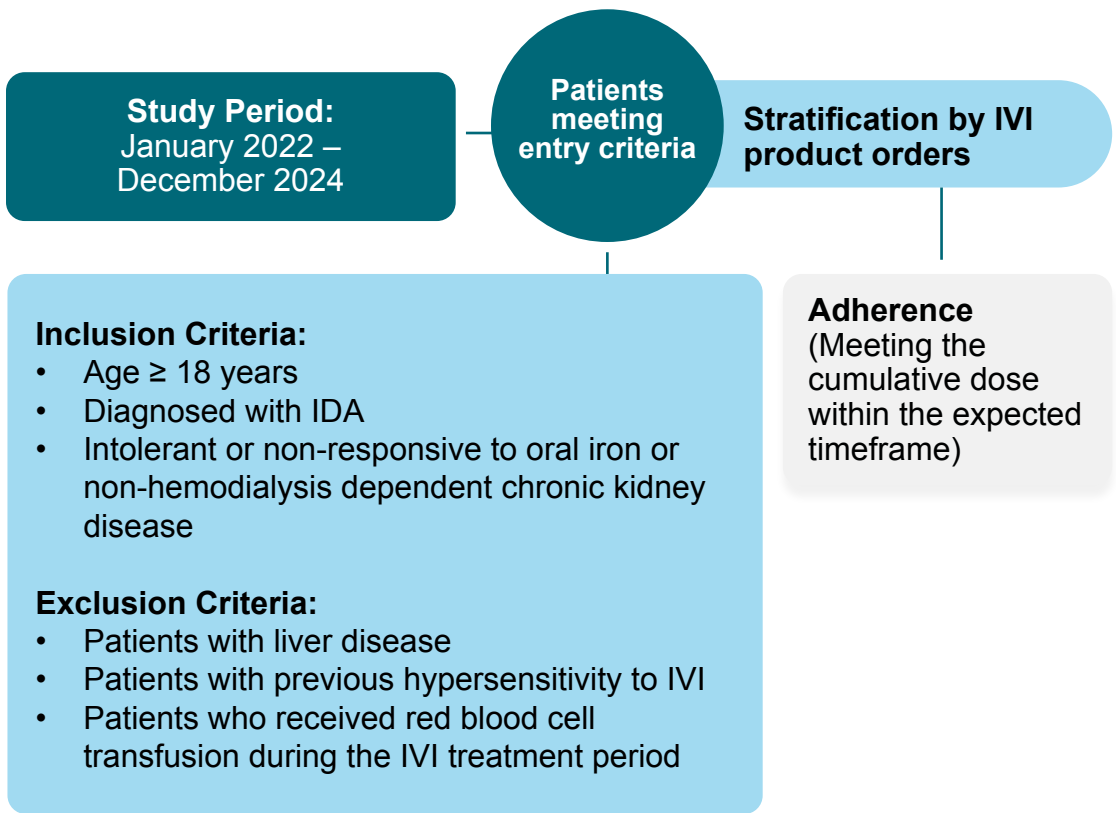 Study Period:
January 2022 –
December 2024
Patients
meeting
entry criteria
Stratification by IVI
product orders
Inclusion Criteria:
• Age ≥ 18 years
• Diagnosed with IDA
• Intolerant or non-responsive to oral iron or
non-hemodialysis dependent chronic kidney
disease
Exclusion Criteria:
• Patients with liver disease
• Patients with previous hypersensitivity to IVI
• Patients who received red blood cell
transfusion during the IVI treatment period
Adherence
(Meeting the
cumulative dose
within the expected
timeframe)